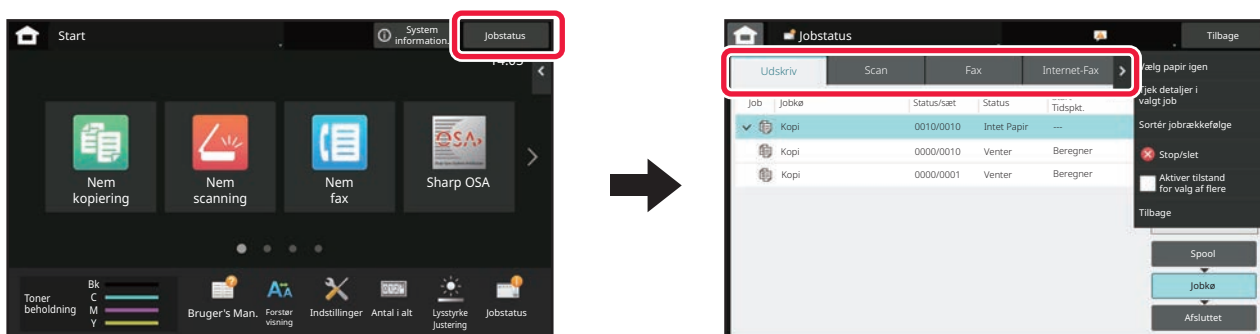 Start
System
information.
Jobstatus
Nem
kopiering
Nem
scanning
Nem
fax
OSA
Sharp OSA
Toner
beholdning
Bk
C
M
Y
Bruger's Man.
Forstør
visning
Indstillinger
Antal i alt
Lysstyrke
Justering
Jobstatus
Jobstatus
Tilbage
Udskriv
Scan
Fax
Internet-Fax
Vælg papir igen
Tjek detaljer i
valgt job
Sortér jobrækkefølge
Stop/slet
Aktiver tilstand
for valg af flere
Tilbage
Job Jobkø Status/sæt Status Tidspkt.
Kopi 0010/0010 Intet Papir ---
Kopi 0000/0010 Venter Beregner
Kopi 0000/0001 Venter Beregner
Spool
Jobkø
Afsluttet